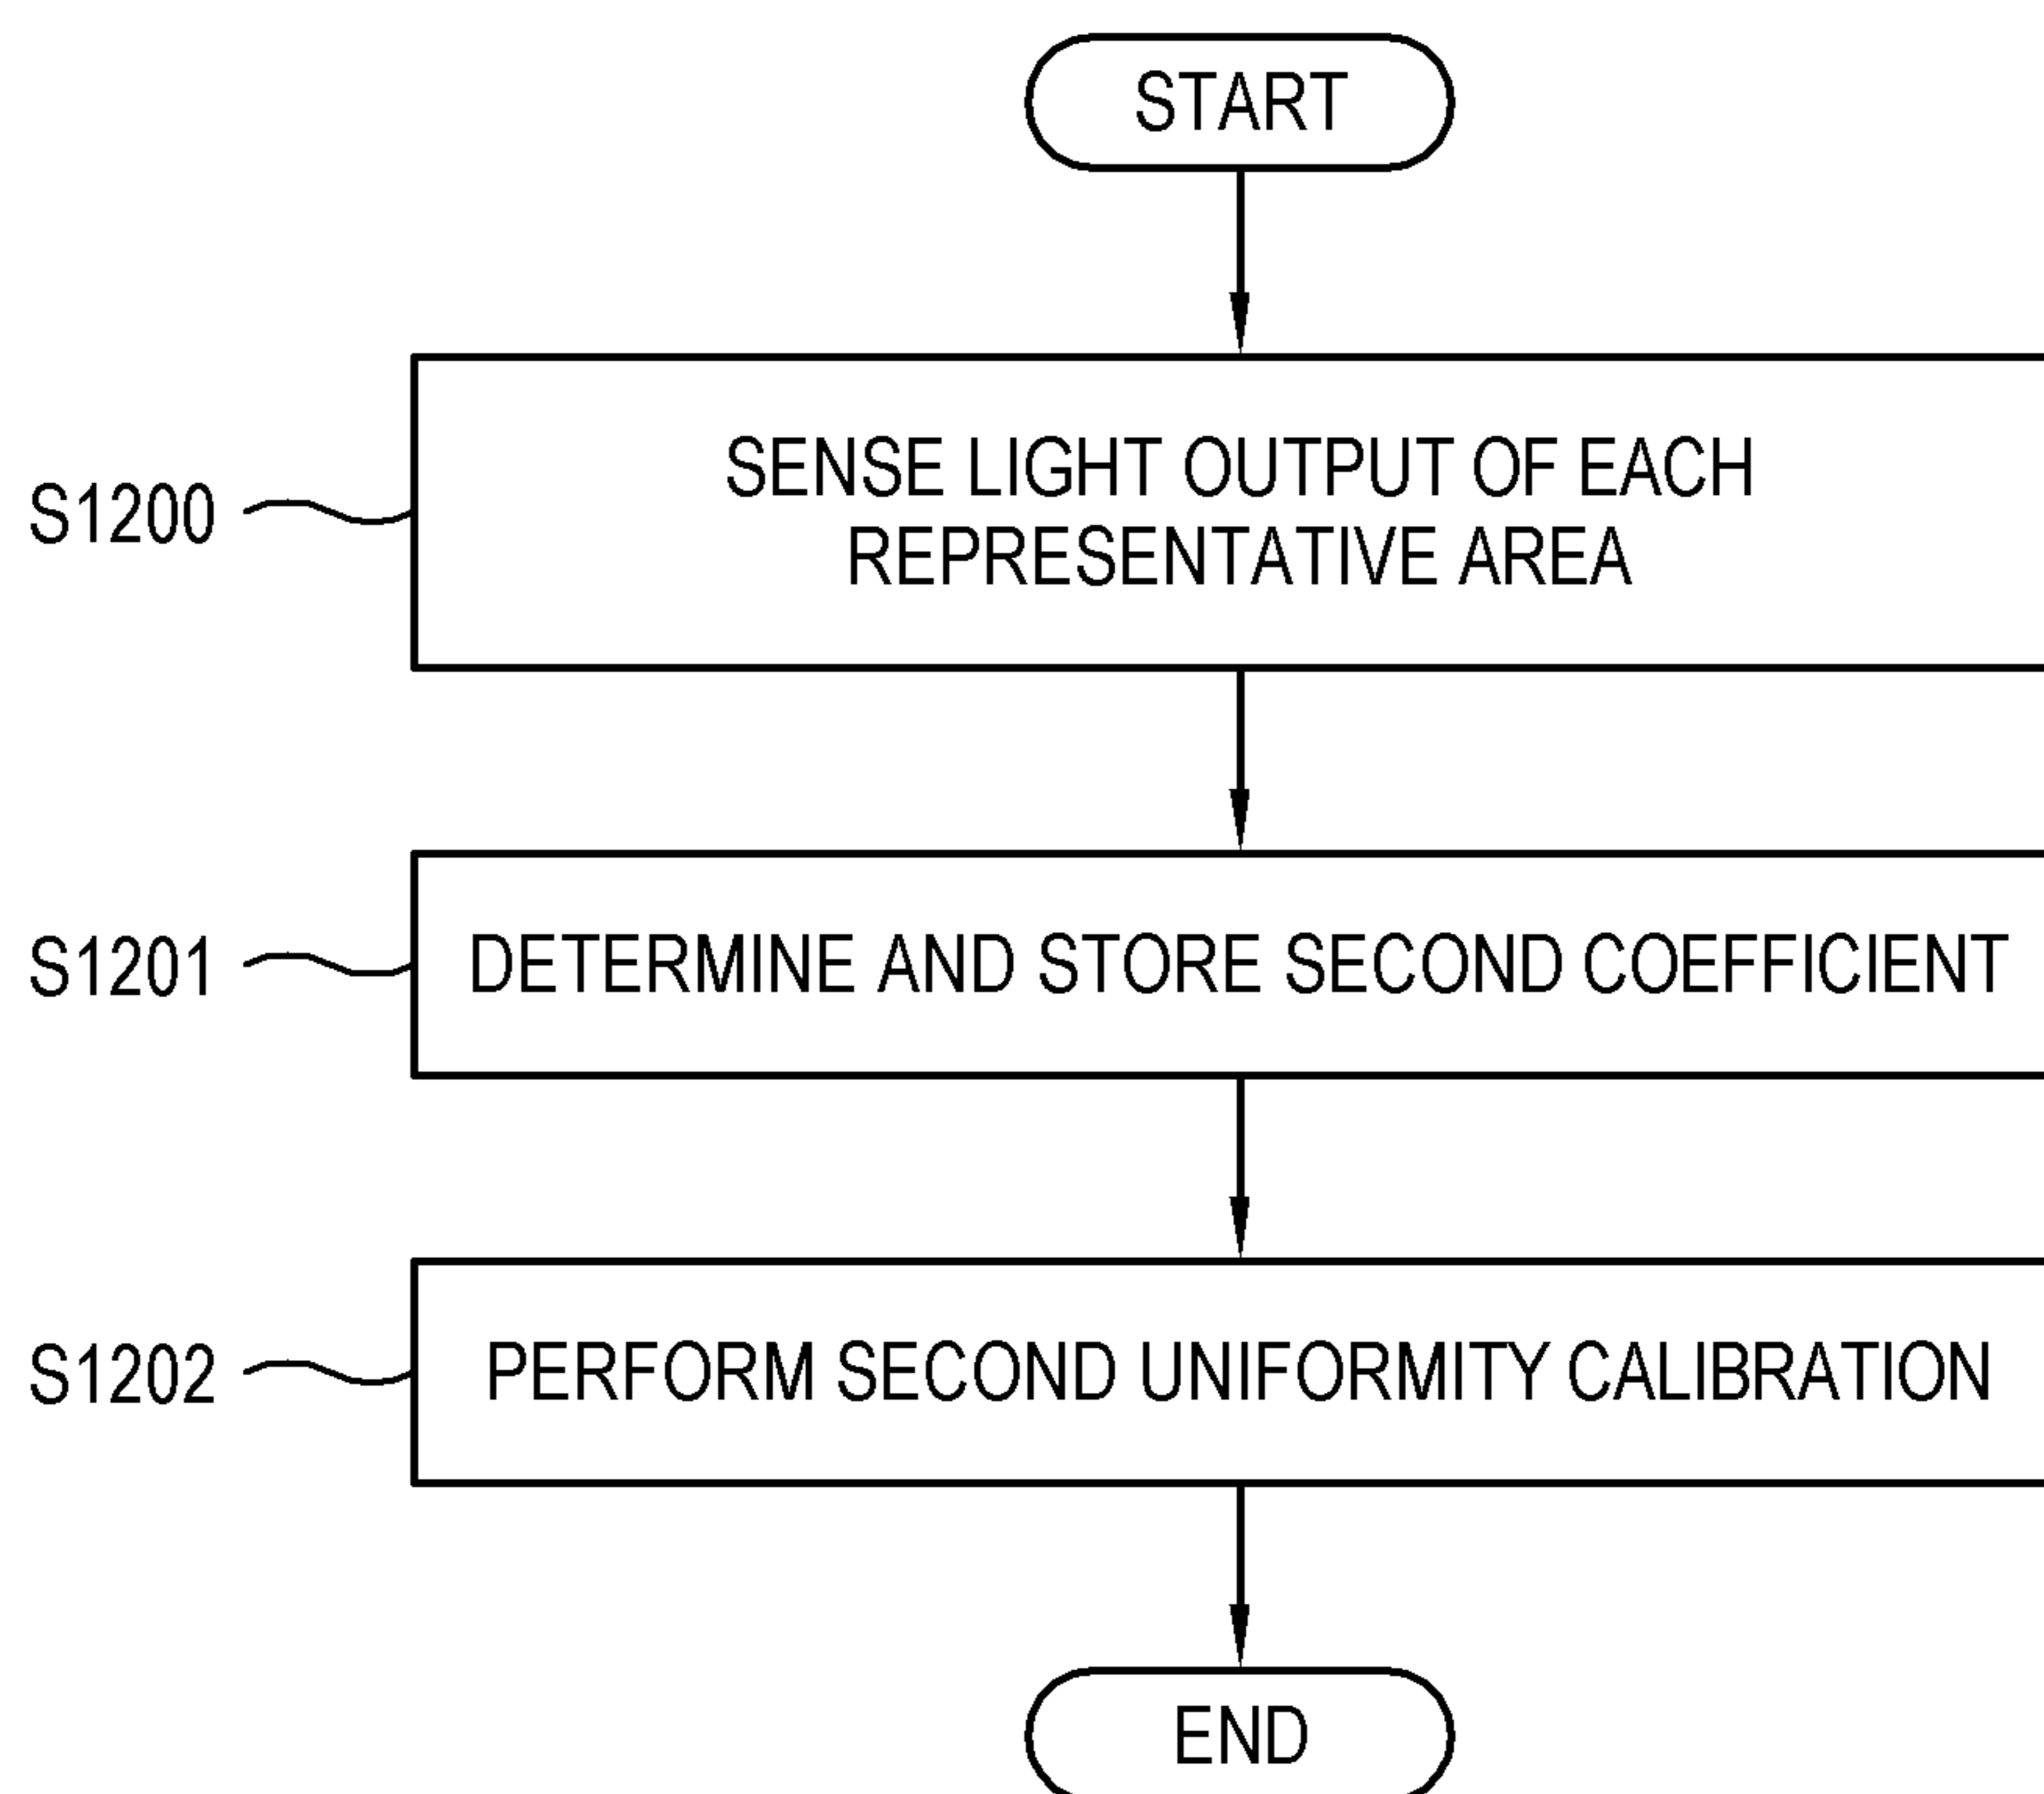 START
S1200
SENSE LIGHT OUTPUT OF EACH
REPRESENTATIVE AREA
S1201
DETERMINE AND STORE SECOND COEFFICIENT
S1202
PERFORM SECOND UNIFORMITY CALIBRATION
END